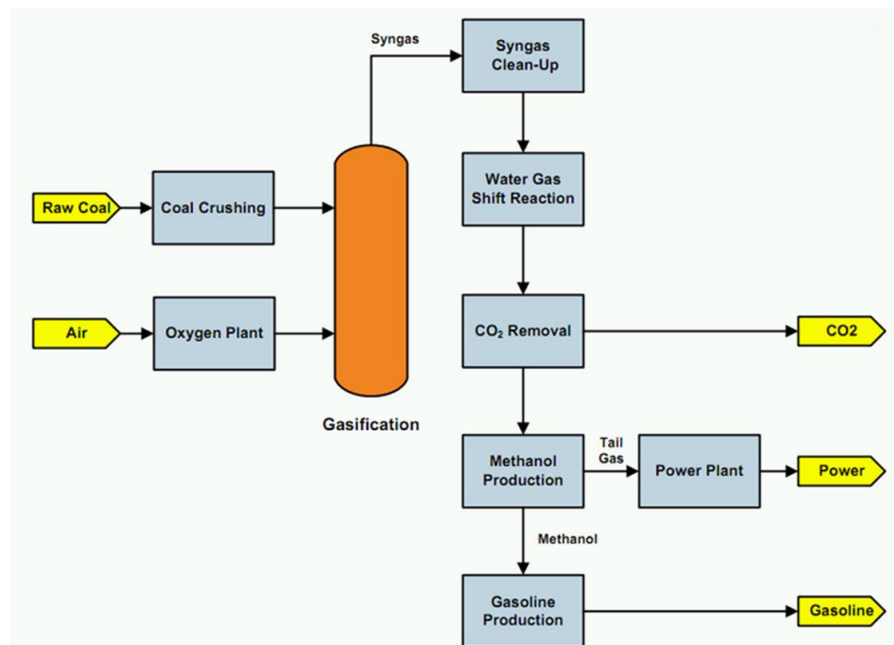 Syngas
Syngas
Clean-Up
Water Gas
Shift Reaction
Raw Coal
Coal Crushing
Air
Oxygen Plant
CO₂ Removal
CO2
Gasification
Methanol
Production
Tail
Gas
Power Plant
Power
Methanol
Gasoline
Production
Gasoline